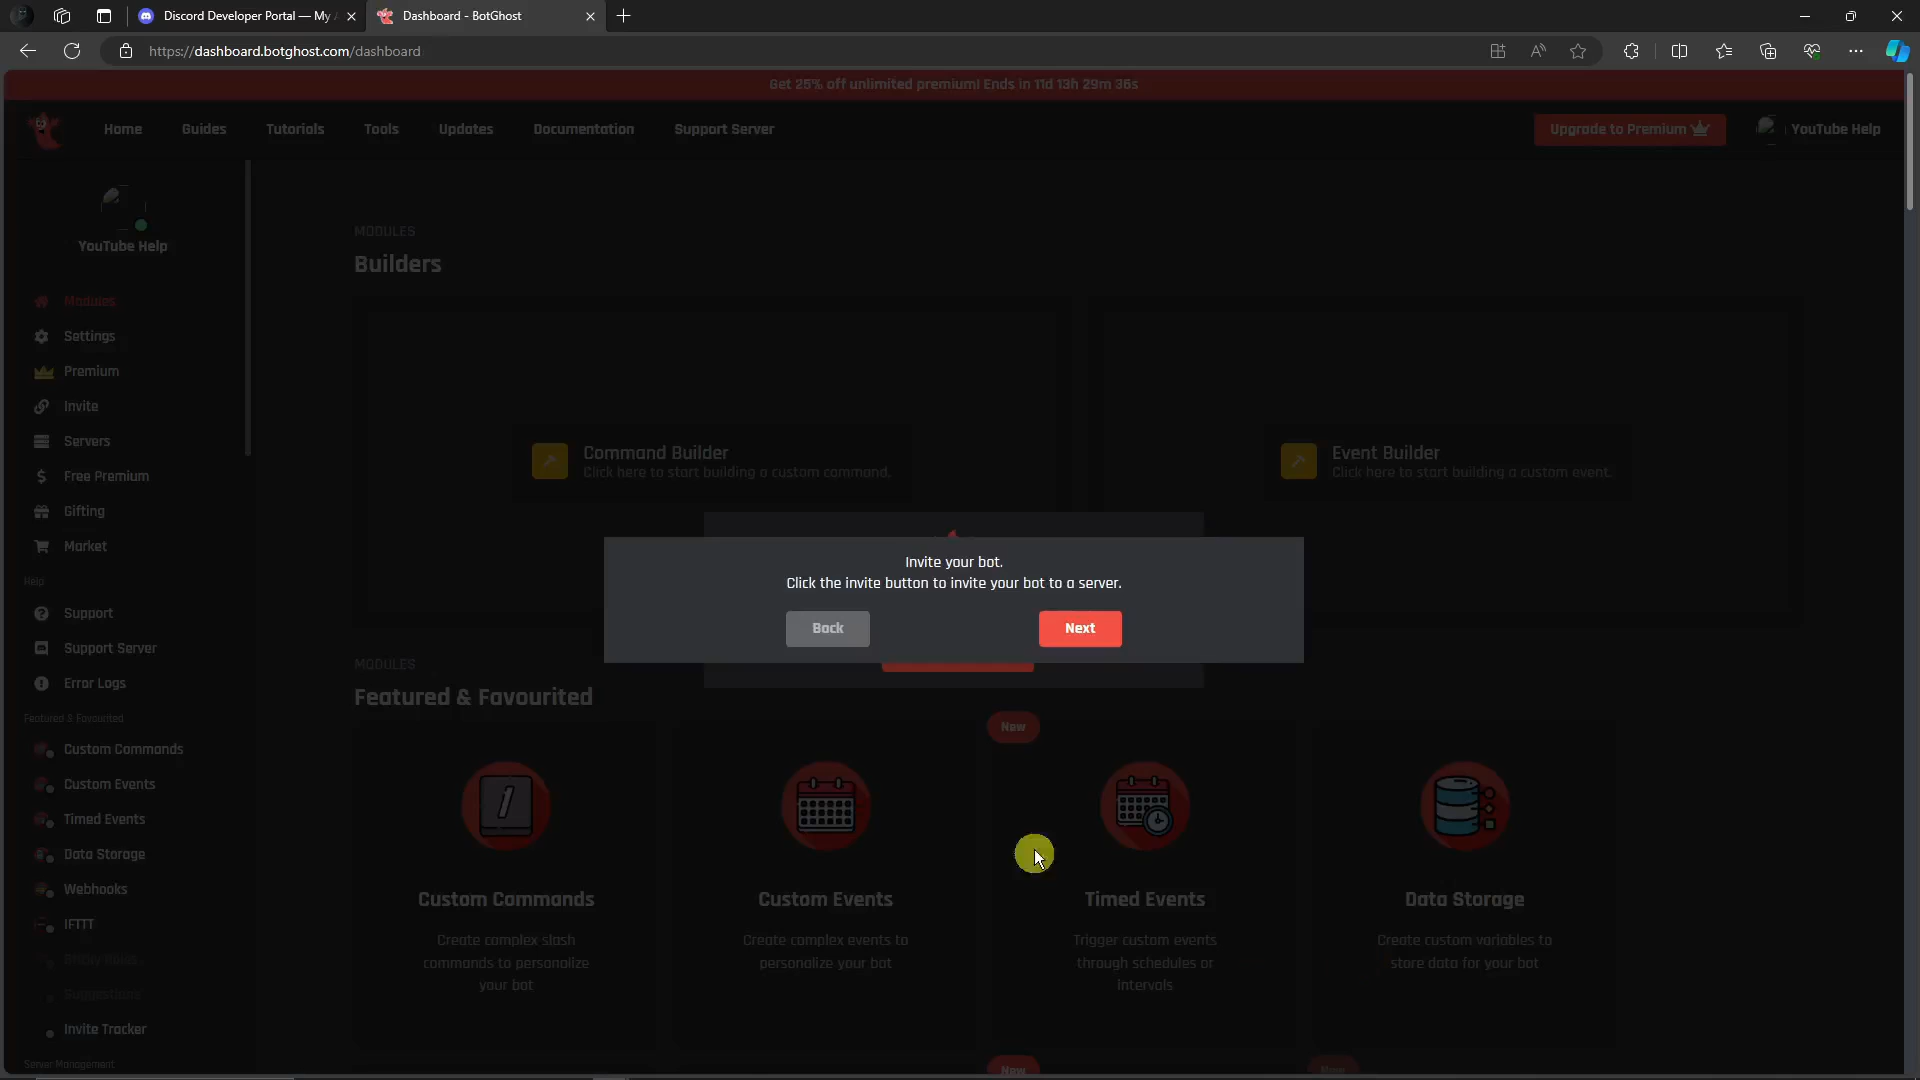 Discord Developer Portal — My
Dashboard - BotGhost
https://dashboard.botghost.com/dashboard
Get 25% off unlimited premium! Ends in 11d 13h 29m 36s
Home
Guides
Tutorials
Tools
Updates
Documentation
Support Server
Upgrade to Premium
YouTube Help
YouTube Help
Modules
Settings
Premium
Invite
Servers
Free Premium
Gifting
Market
Help
Support
Support Server
Error Logs
Featured & Favourited
Custom Commands
Custom Events
Timed Events
Data Storage
Webhooks
IFTTT
Sticky Roles
Suggestions
Invite Tracker
Server Management
MODULES
Builders
Command Builder
Click here to start building a custom command.
Event Builder
Click here to start building a custom event.
Invite your bot.
Click the invite button to invite your bot to a server.
Back
Next
MODULES
Featured & Favourited
New
Custom Commands
Create complex slash
commands to personalize
your bot
Custom Events
Create complex events to
personalize your bot
Timed Events
Trigger custom events
through schedules or
intervals
Data Storage
Create custom variables to
store data for your bot
New
New